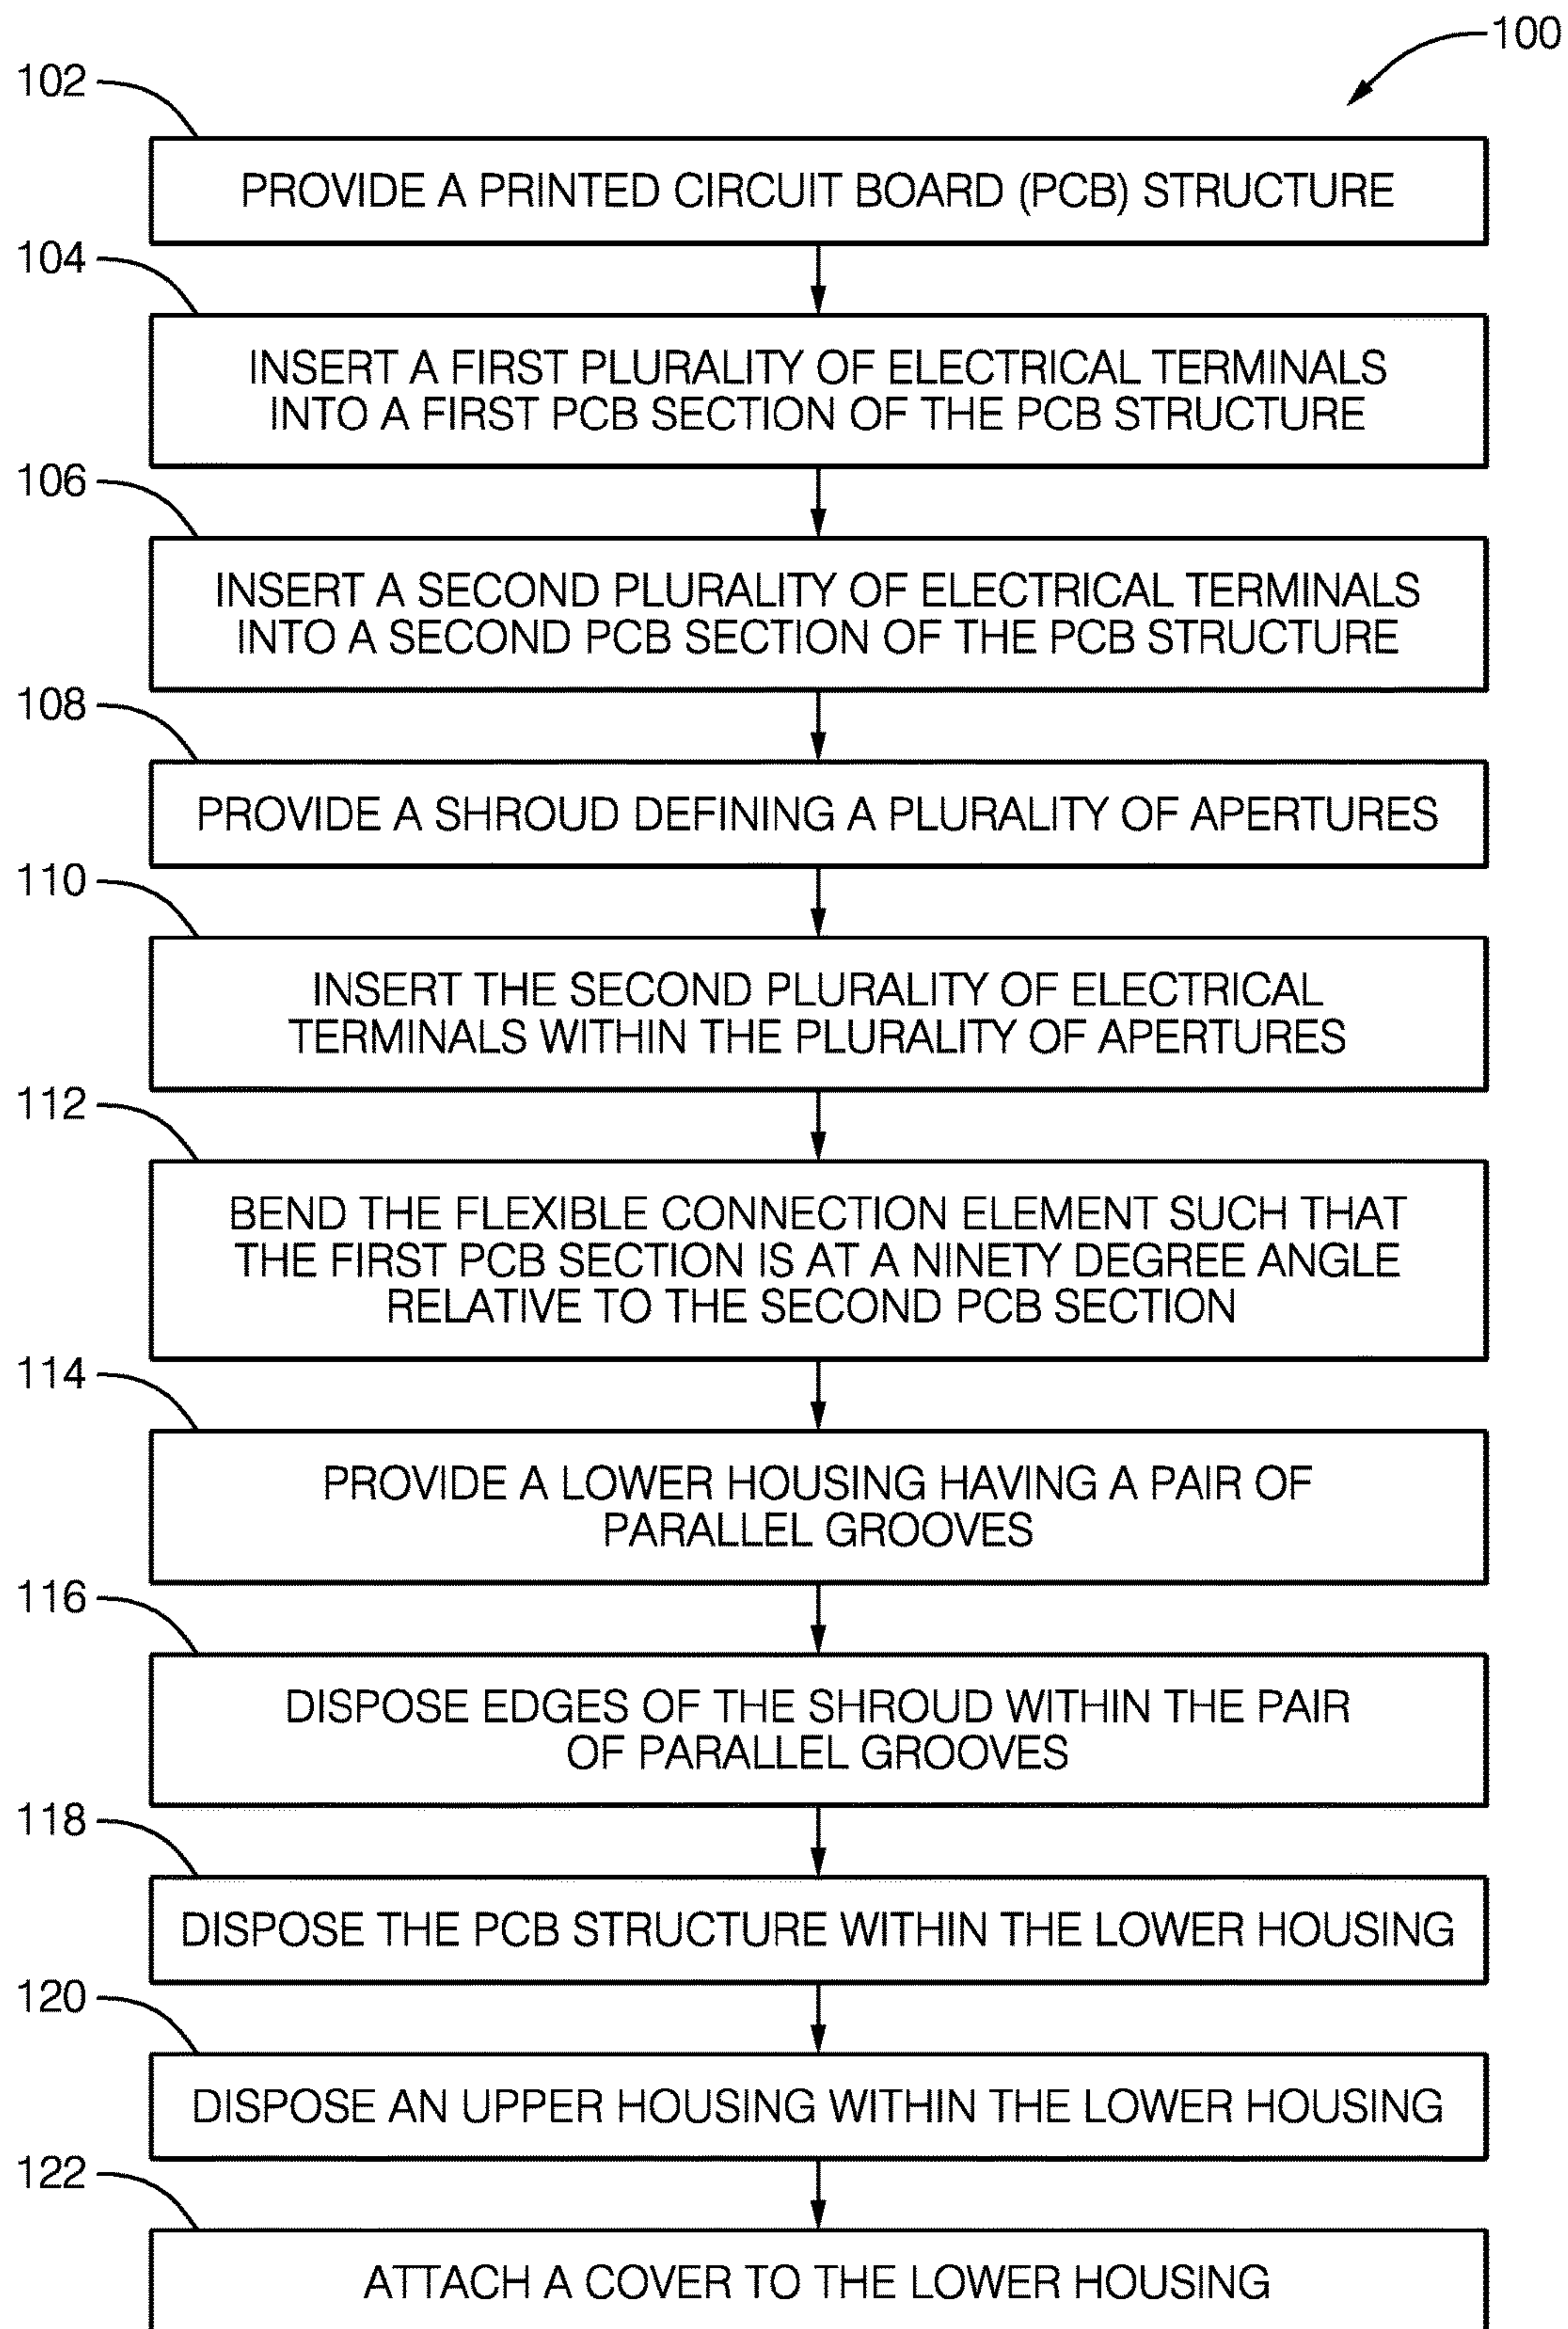 100
102
PROVIDE A PRINTED CIRCUIT BOARD (PCB) STRUCTURE
104
INSERT A FIRST PLURALITY OF ELECTRICAL TERMINALS
INTO A FIRST PCB SECTION OF THE PCB STRUCTURE
106
INSERT A SECOND PLURALITY OF ELECTRICAL TERMINALS
INTO A SECOND PCB SECTION OF THE PCB STRUCTURE
108
PROVIDE A SHROUD DEFINING A PLURALITY OF APERTURES
110
INSERT THE SECOND PLURALITY OF ELECTRICAL
TERMINALS WITHIN THE PLURALITY OF APERTURES
112
BEND THE FLEXIBLE CONNECTION ELEMENT SUCH THAT
THE FIRST PCB SECTION IS AT A NINETY DEGREE ANGLE
RELATIVE TO THE SECOND PCB SECTION
114
PROVIDE A LOWER HOUSING HAVING A PAIR OF
PARALLEL GROOVES
116
DISPOSE EDGES OF THE SHROUD WITHIN THE PAIR
OF PARALLEL GROOVES
118
DISPOSE THE PCB STRUCTURE WITHIN THE LOWER HOUSING
120
DISPOSE AN UPPER HOUSING WITHIN THE LOWER HOUSING
122
ATTACH A COVER TO THE LOWER HOUSING